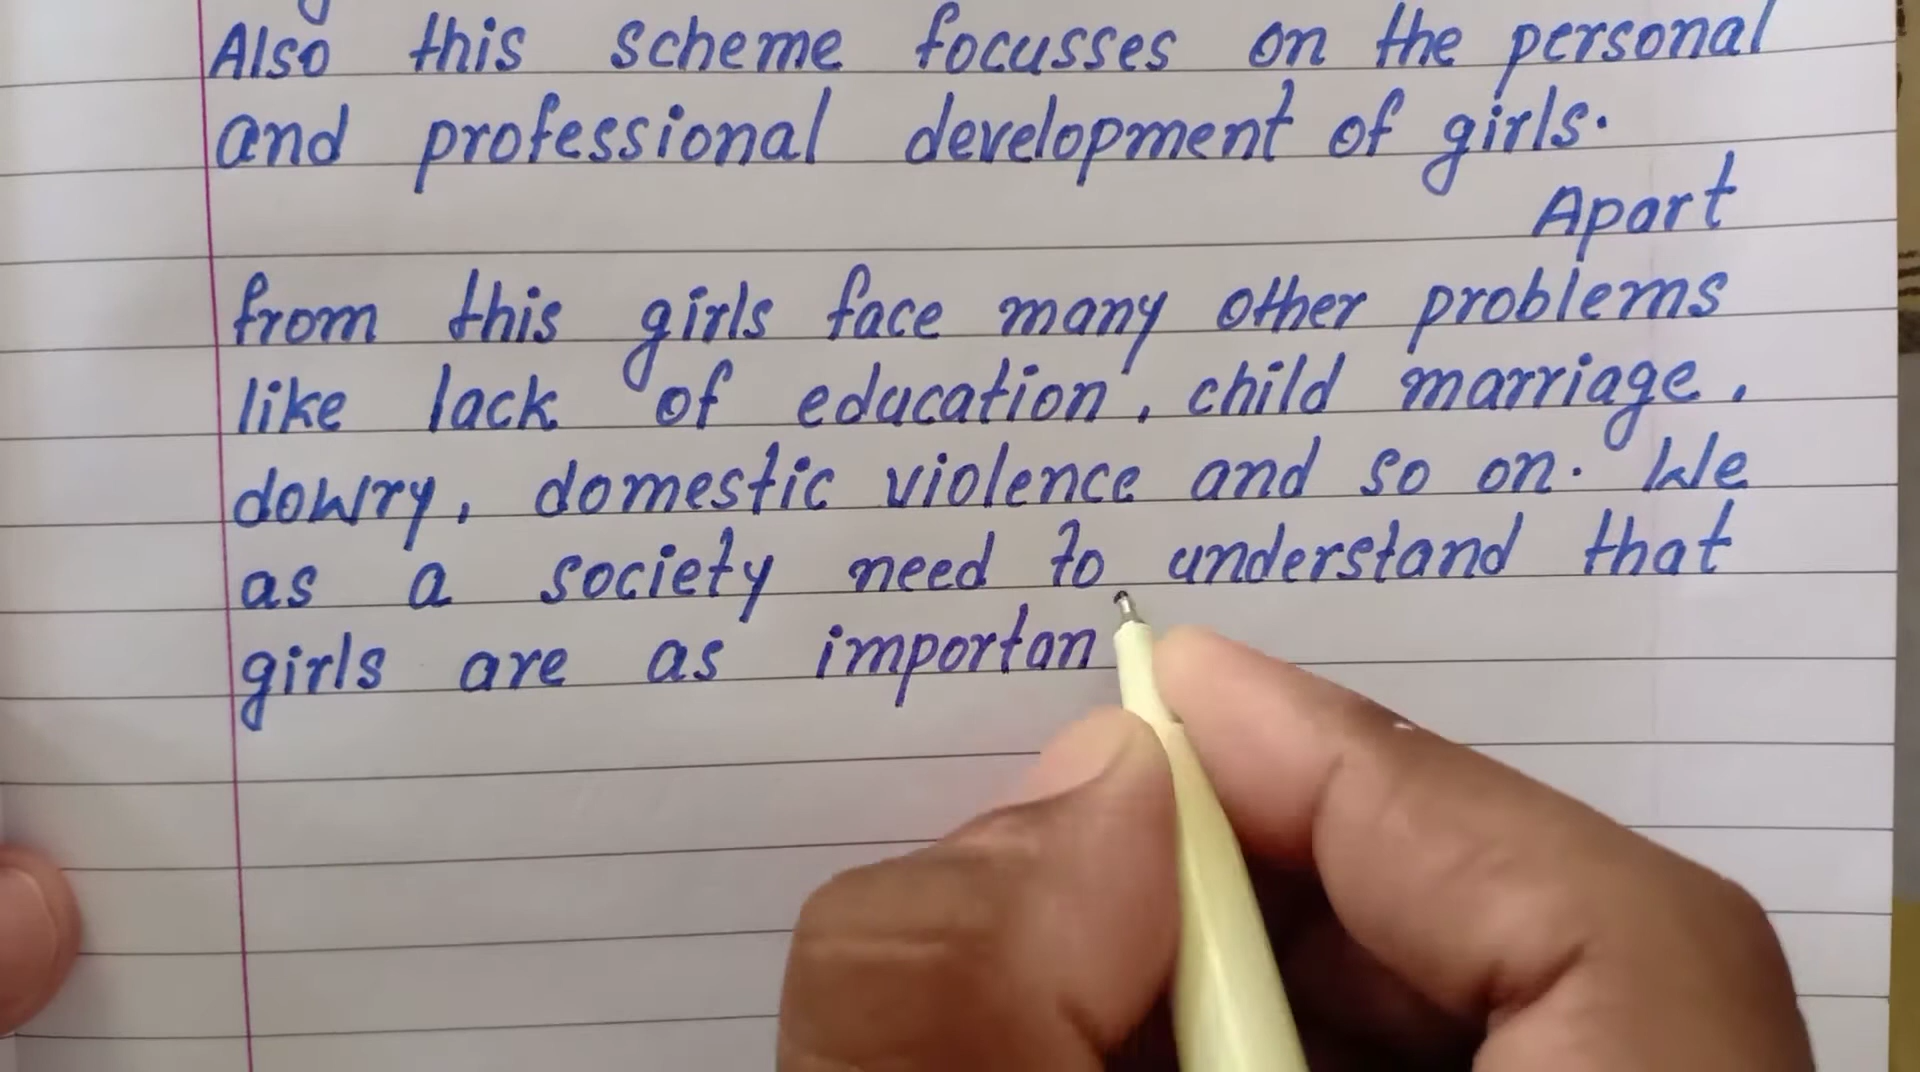 Also this scheme focusses on the personal
and professional development of girls.
Apart
from this girls face many other problems
like lack of education, child marriage,
dowry, domestic violence and so on. We
as a society need to understand that
girls are as importan